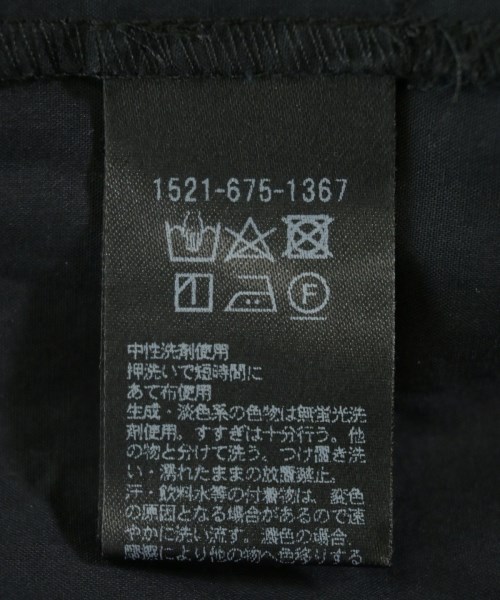 1521-675-1367
F
中性洗剤使用
押洗いで短時間に
あて布使用
生成・淡色系の色物は無蛍光洗
剤使用。すすぎは十分行う。他
の物と分けて洗う。つけ置き洗
い・濡れたままの放置禁止。
汗・飲料水等の付着物は、変色
の原因となる場合があるので速
やかに洗い流す。濃色の場合、
摩擦により他の物へ色移りする